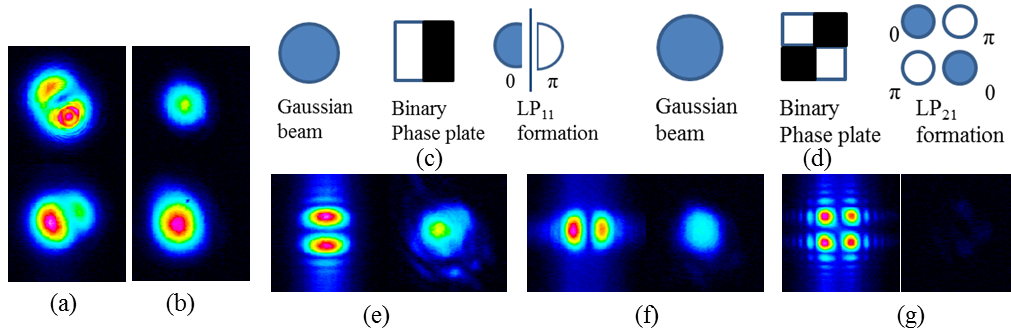 0
π
0
π
π
0
Gaussian
beam
Binary
Phase plate
LP11
formation
Gaussian
beam
Binary
Phase plate
LP21
formation
(c)
(d)
(a)
(b)
(e)
(f)
(g)